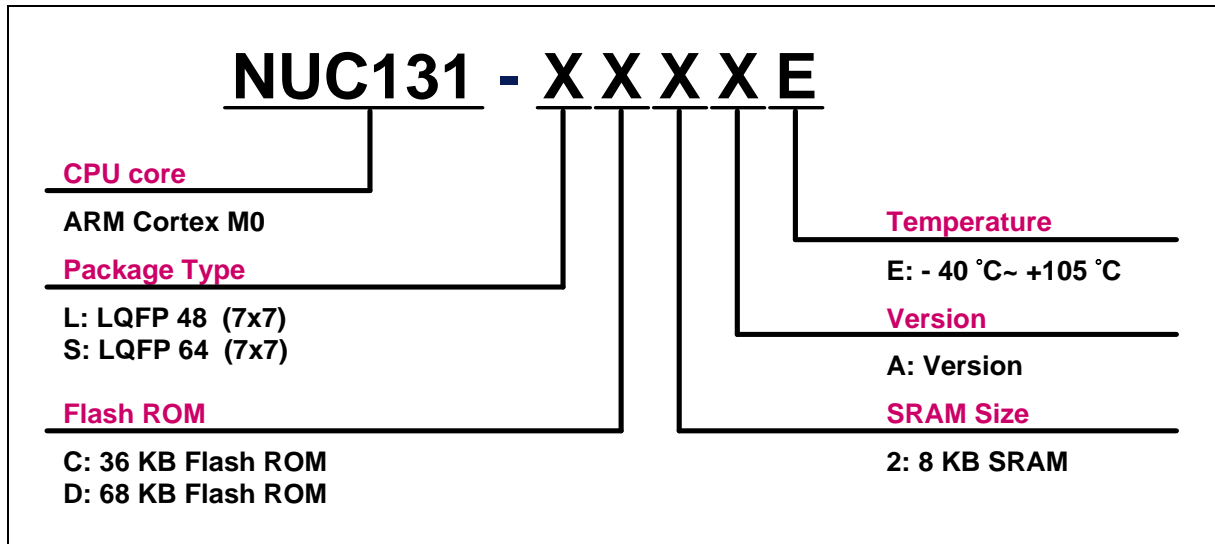 NUC131 - X X X X E
CPU core
ARM Cortex M0
Package Type
L: LQFP 48 (7x7)
S: LQFP 64 (7x7)
Flash ROM
C: 36 KB Flash ROM
D: 68 KB Flash ROM
Temperature
E: - 40 ˚C~ +105 ˚C
Version
A: Version
SRAM Size
2: 8 KB SRAM